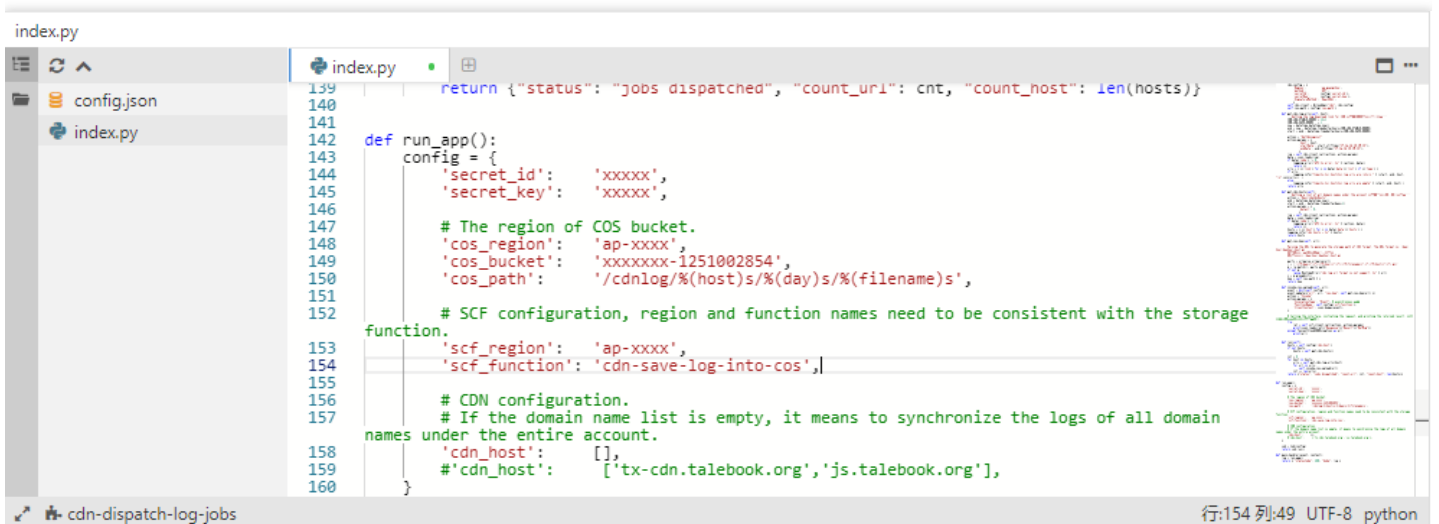 index.py
config.json
index.py
index.py
139 return {"status": "jobs dispatched", "count_url": cnt, "count_host": len(hosts)}
140
141
142 def run_app():
143 config = {
144 'secret_id': 'xxxxx',
145 'secret_key': 'xxxxx',
146
147 # The region of COS bucket.
148 'cos_region': 'ap-xxxx',
149 'cos_bucket': 'xxxxxxx-1251002854',
150 'cos_path': '/cdnlog/%(host)s/%(day)s/%(filename)s',
151
152 # SCF configuration, region and function names need to be consistent with the storage
function.
153 'scf_region': 'ap-xxxx',
154 'scf_function': 'cdn-save-log-into-cos',
155
156 # CDN configuration.
157 # If the domain name list is empty, it means to synchronize the logs of all domain
names under the entire account.
158 'cdn_host': [],
159 #'cdn_host': ['tx-cdn.talebook.org','js.talebook.org'],
160 }
cdn-dispatch-log-jobs
行:154 列:49 UTF-8 python